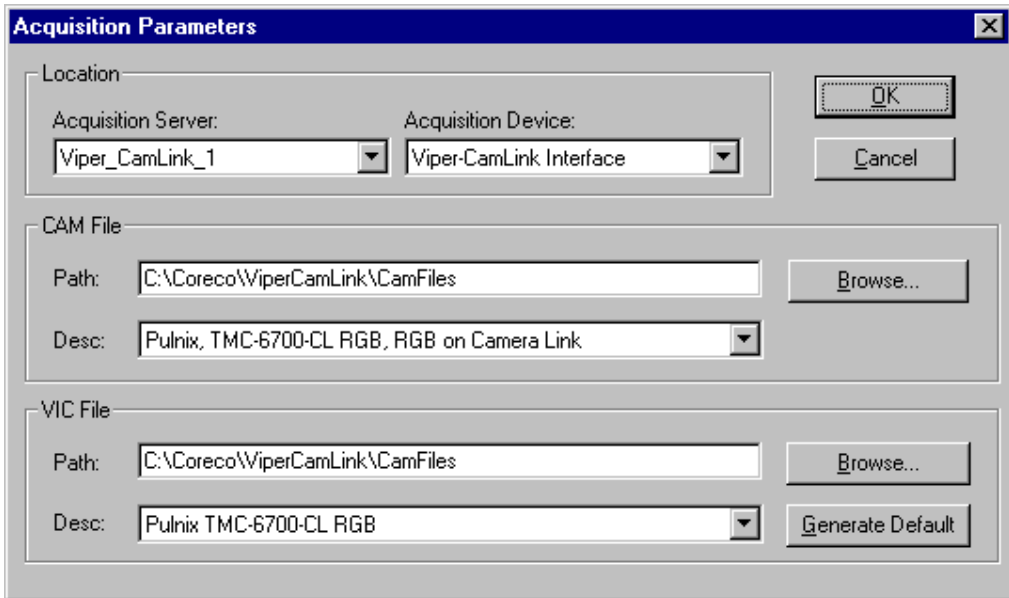 Acquisition Parameters
Location
OK
Acquisition Server: Acquisition Device:
Viper_CamLink_1 Viper-CamLink Interface
Cancel
CAM File
Path: C:\Coreco\ViperCamLink\CamFiles Browse...
Desc: Pulnix, TMC-6700-CL RGB, RGB on Camera Link
VIC File
Path: C:\Coreco\ViperCamLink\CamFiles Browse...
Desc: Pulnix TMC-6700-CL RGB Generate Default